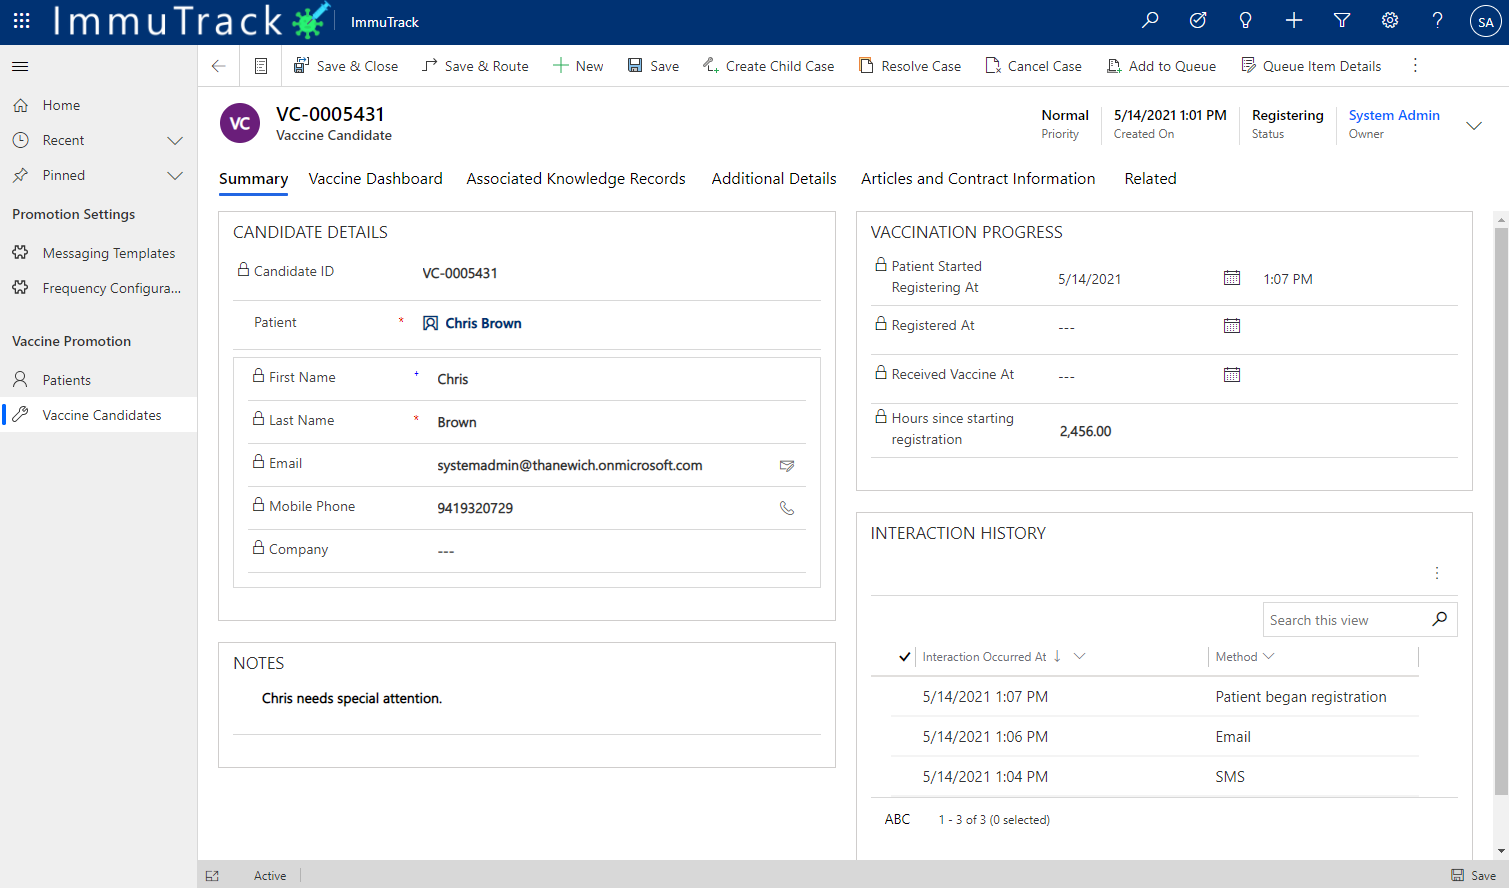 ImmuTrack
ImmuTrack
SA
Save & Close
Save & Route
New
Save
Create Child Case
Resolve Case
Cancel Case
Add to Queue
Queue Item Details
Home
Recent
Pinned
Promotion Settings
Messaging Templates
Frequency Configura...
Vaccine Promotion
Patients
Vaccine Candidates
VC
VC-0005431
Vaccine Candidate
Normal
Priority
5/14/2021 1:01 PM
Created On
Registering
Status
System Admin
Owner
Summary
Vaccine Dashboard
Associated Knowledge Records
Additional Details
Articles and Contract Information
Related
CANDIDATE DETAILS
Candidate ID
VC-0005431
Patient
*
Chris Brown
First Name
+
Chris
Last Name
*
Brown
Email
systemadmin@thanewich.onmicrosoft.com
Mobile Phone
9419320729
Company
---
NOTES
Chris needs special attention.
VACCINATION PROGRESS
Patient Started
Registering At
5/14/2021
1:07 PM
Registered At
---
Received Vaccine At
---
Hours since starting
registration
2,456.00
INTERACTION HISTORY
Search this view
Interaction Occurred At
Method
5/14/2021 1:07 PM
Patient began registration
5/14/2021 1:06 PM
Email
5/14/2021 1:04 PM
SMS
ABC
1 - 3 of 3 (0 selected)
Active
Save